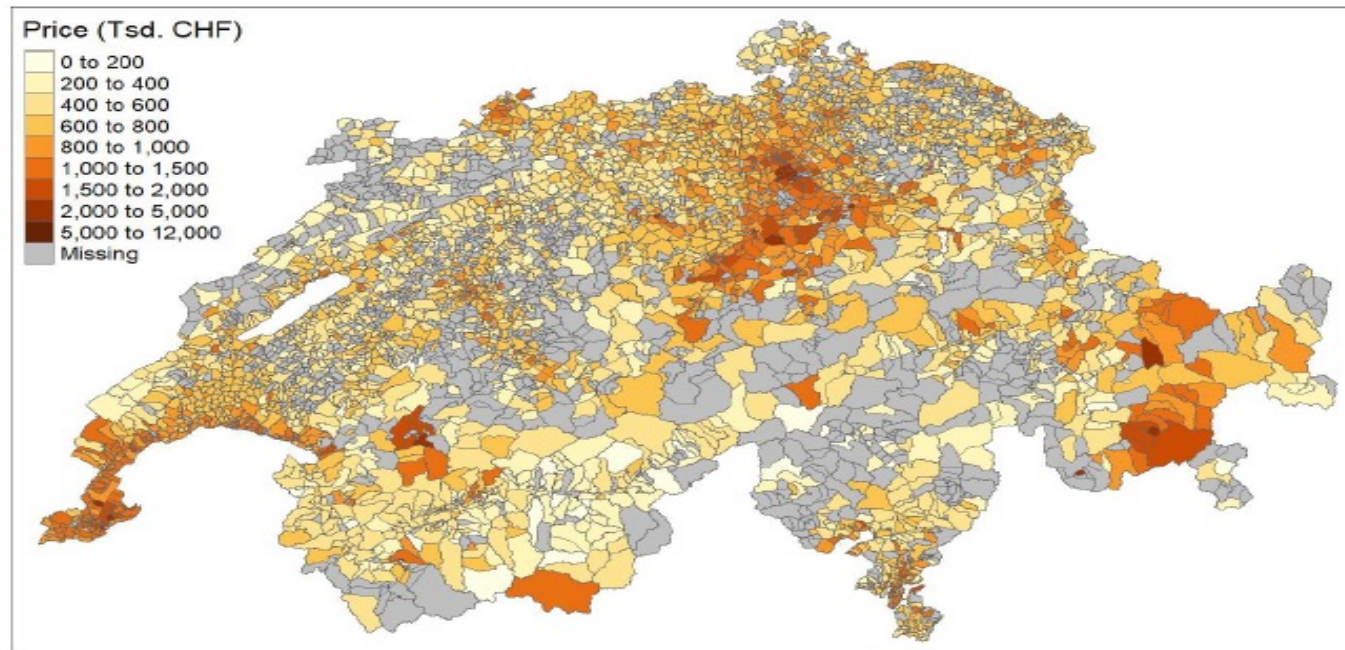 Price (Tsd. CHF)
0 to 200
200 to 400
400 to 600
600 to 800
800 to 1,000
1,000 to 1,500
1,500 to 2,000
2,000 to 5,000
5,000 to 12,000
Missing